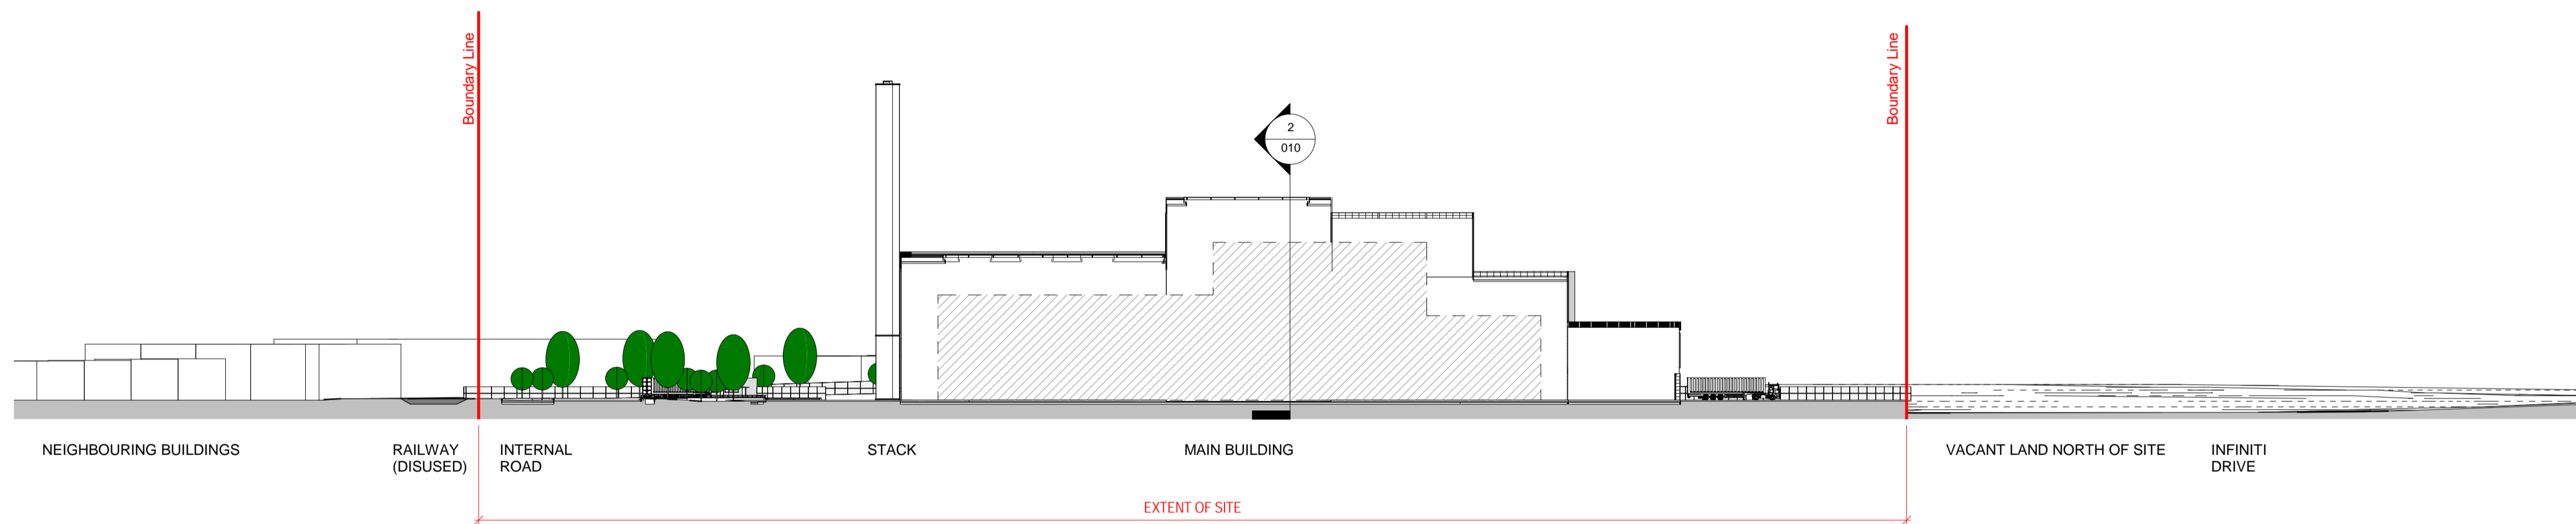 Boundary Line
Boundary Line
2
010
NEIGHBOURING BUILDINGS
RAILWAY
(DISUSED)
INTERNAL
ROAD
STACK
MAIN BUILDING
VACANT LAND NORTH OF SITE
INFINITI
DRIVE
EXTENT OF SITE